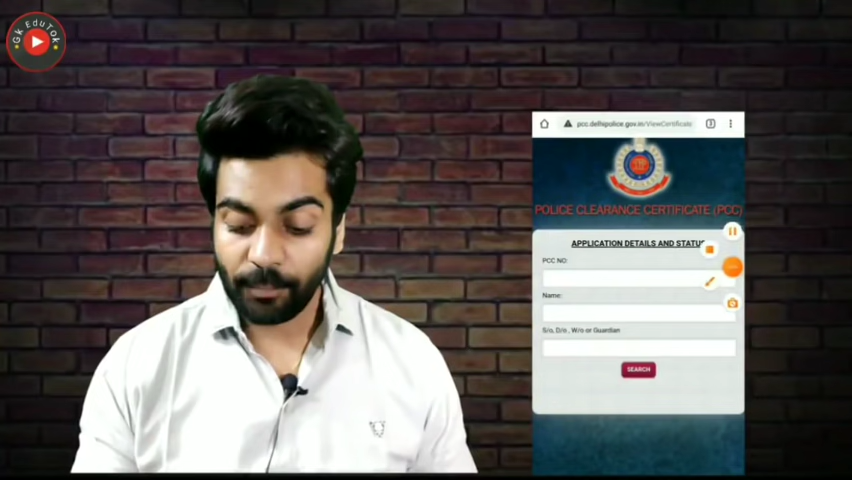 GK EduTok
pcc.delhipolice.gov.in/ViewCertificate
3
POLICE CLEARANCE CERTIFICATE (PCC)
APPLICATION DETAILS AND STATUS
PCC NO:
Name:
S/o, D/o , W/o or Guardian
SEARCH